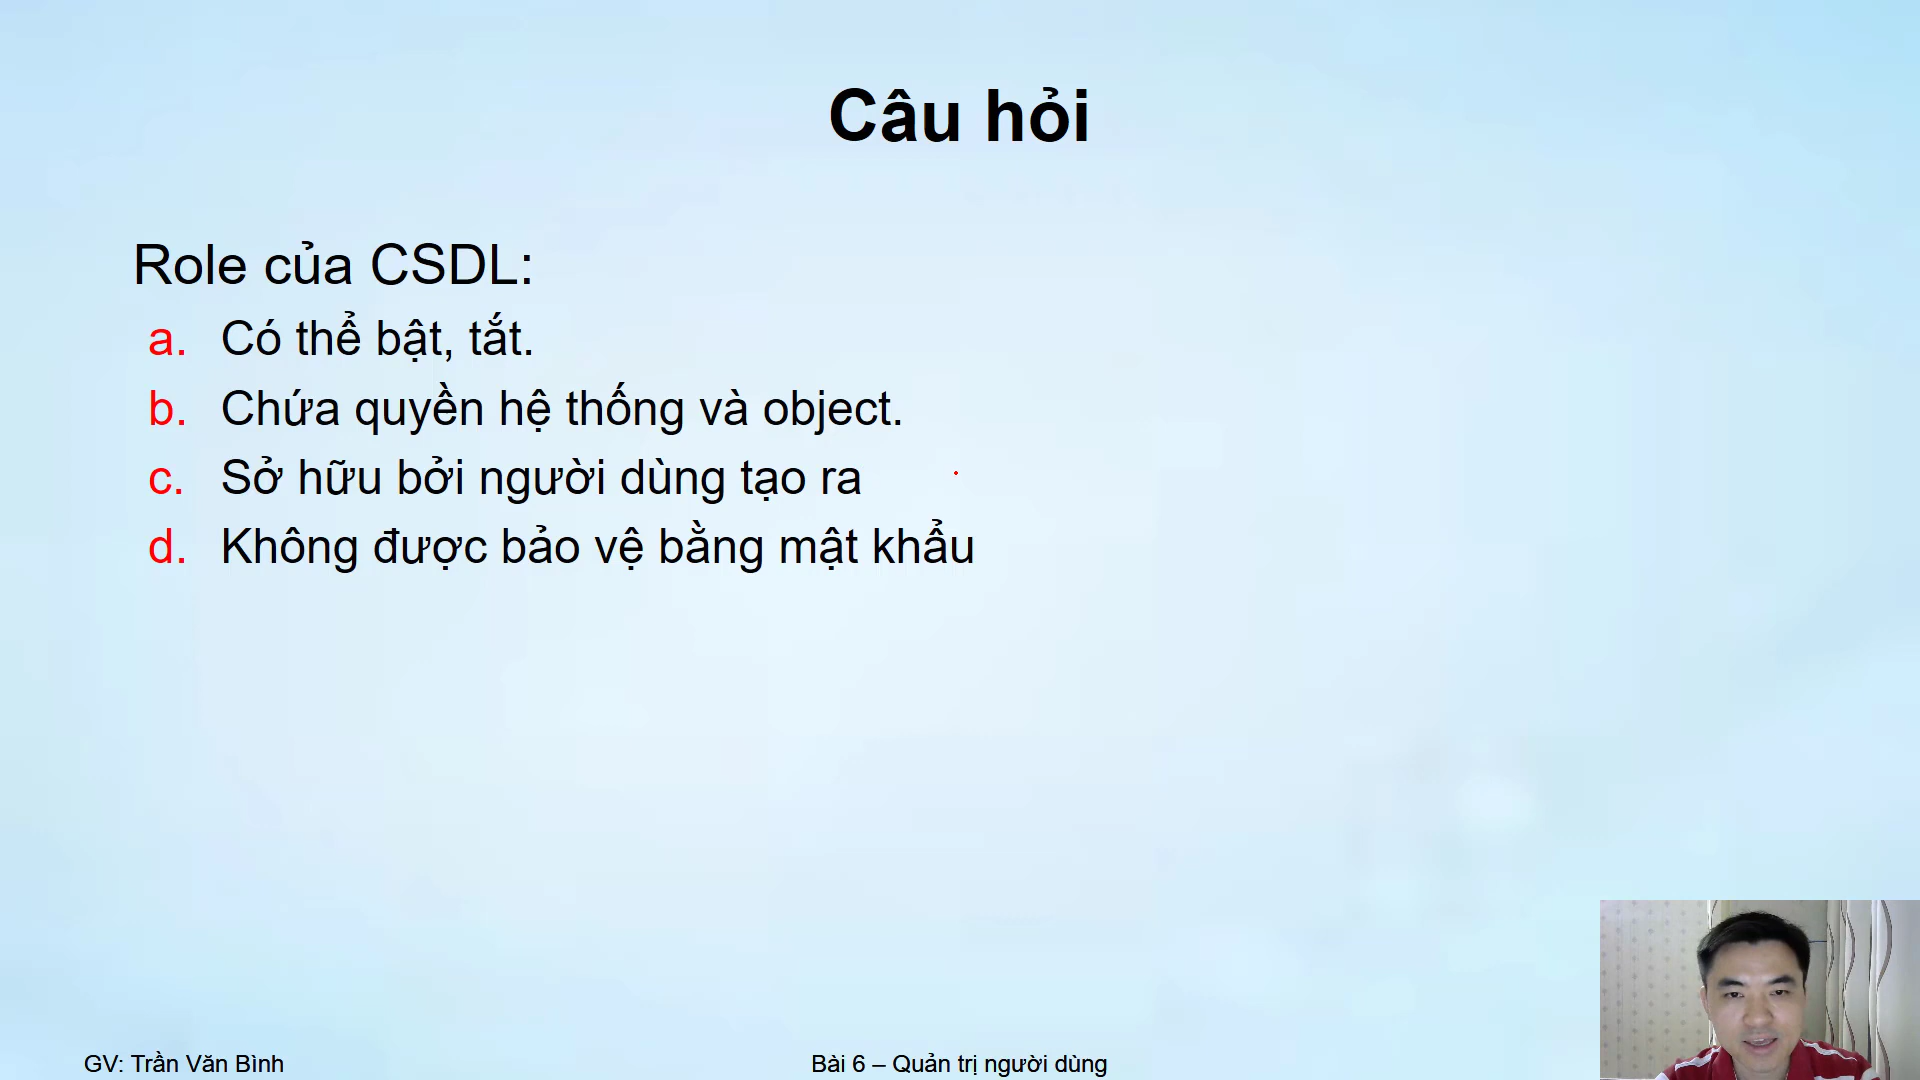 Câu hỏi
Role của CSDL:
a. Có thể bật, tắt.
b. Chứa quyền hệ thống và object.
c. Sở hữu bởi người dùng tạo ra
d. Không được bảo vệ bằng mật khẩu
GV: Trần Văn Bình
Bài 6 – Quản trị người dùng